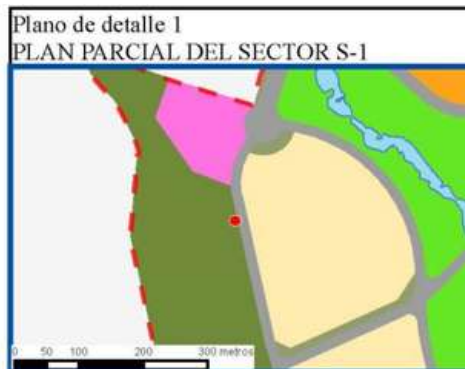 Plano de detalle 1
PLAN PARCIAL DEL SECTOR S-1
0 50 100 200 300 metros